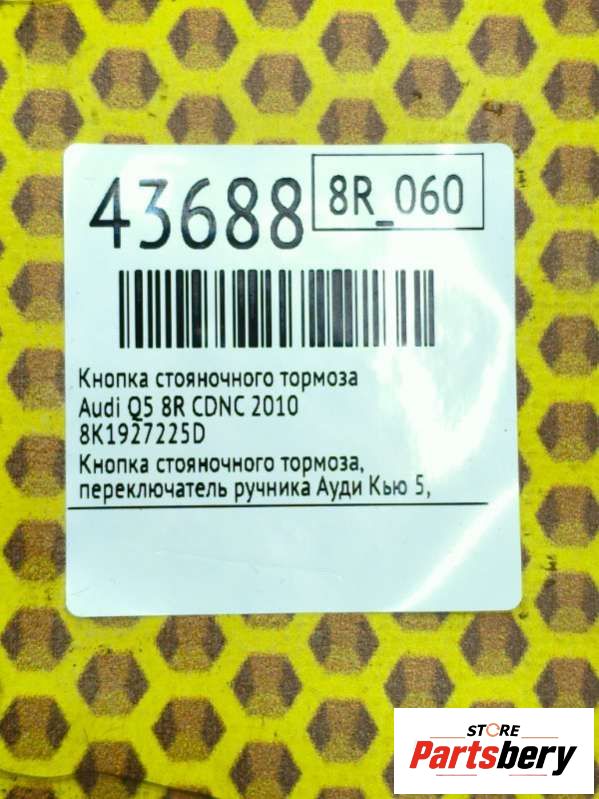 43688
8R_060
Кнопка стояночного тормоза
Audi Q5 8R CDNC 2010
8K1927225D
Кнопка стояночного тормоза,
переключатель ручника Ауди Кью 5,
STORE
Partsbery